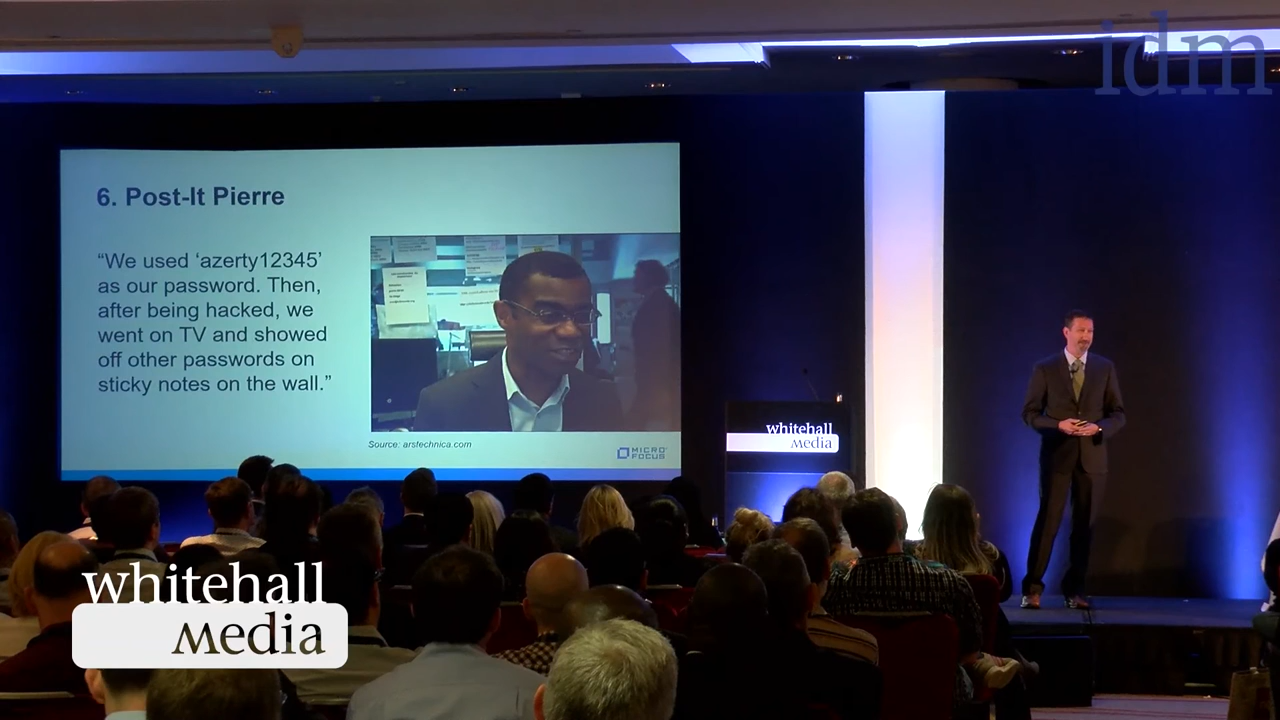 idm
6. Post-It Pierre
“We used ‘azerty12345’
as our password. Then,
after being hacked, we
went on TV and showed
off other passwords on
sticky notes on the wall.”
Source: arstechnica.com
MICRO
FOCUS
whitehall
media
whitehall
media